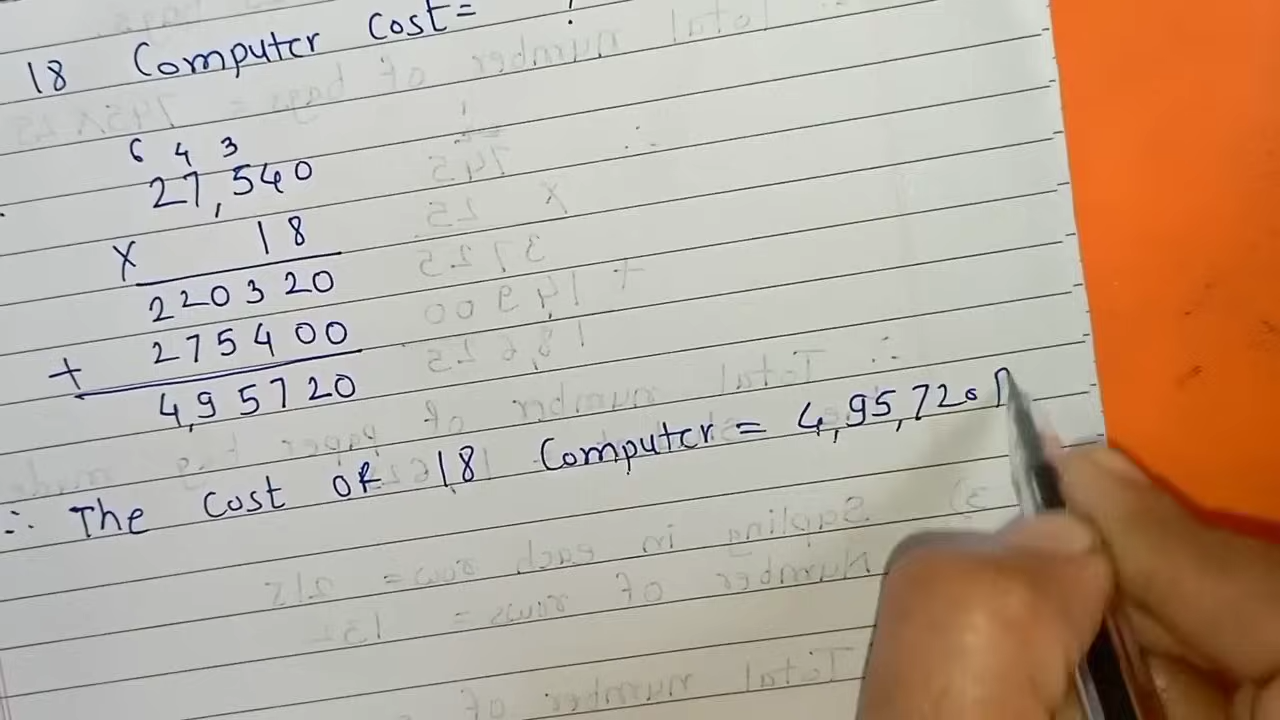 18 Computer Cost= ?
6 4 3
27,540
X 18
220320
+ 275400
4,95720
∴ The Cost of 18 Computer = 4,95,720